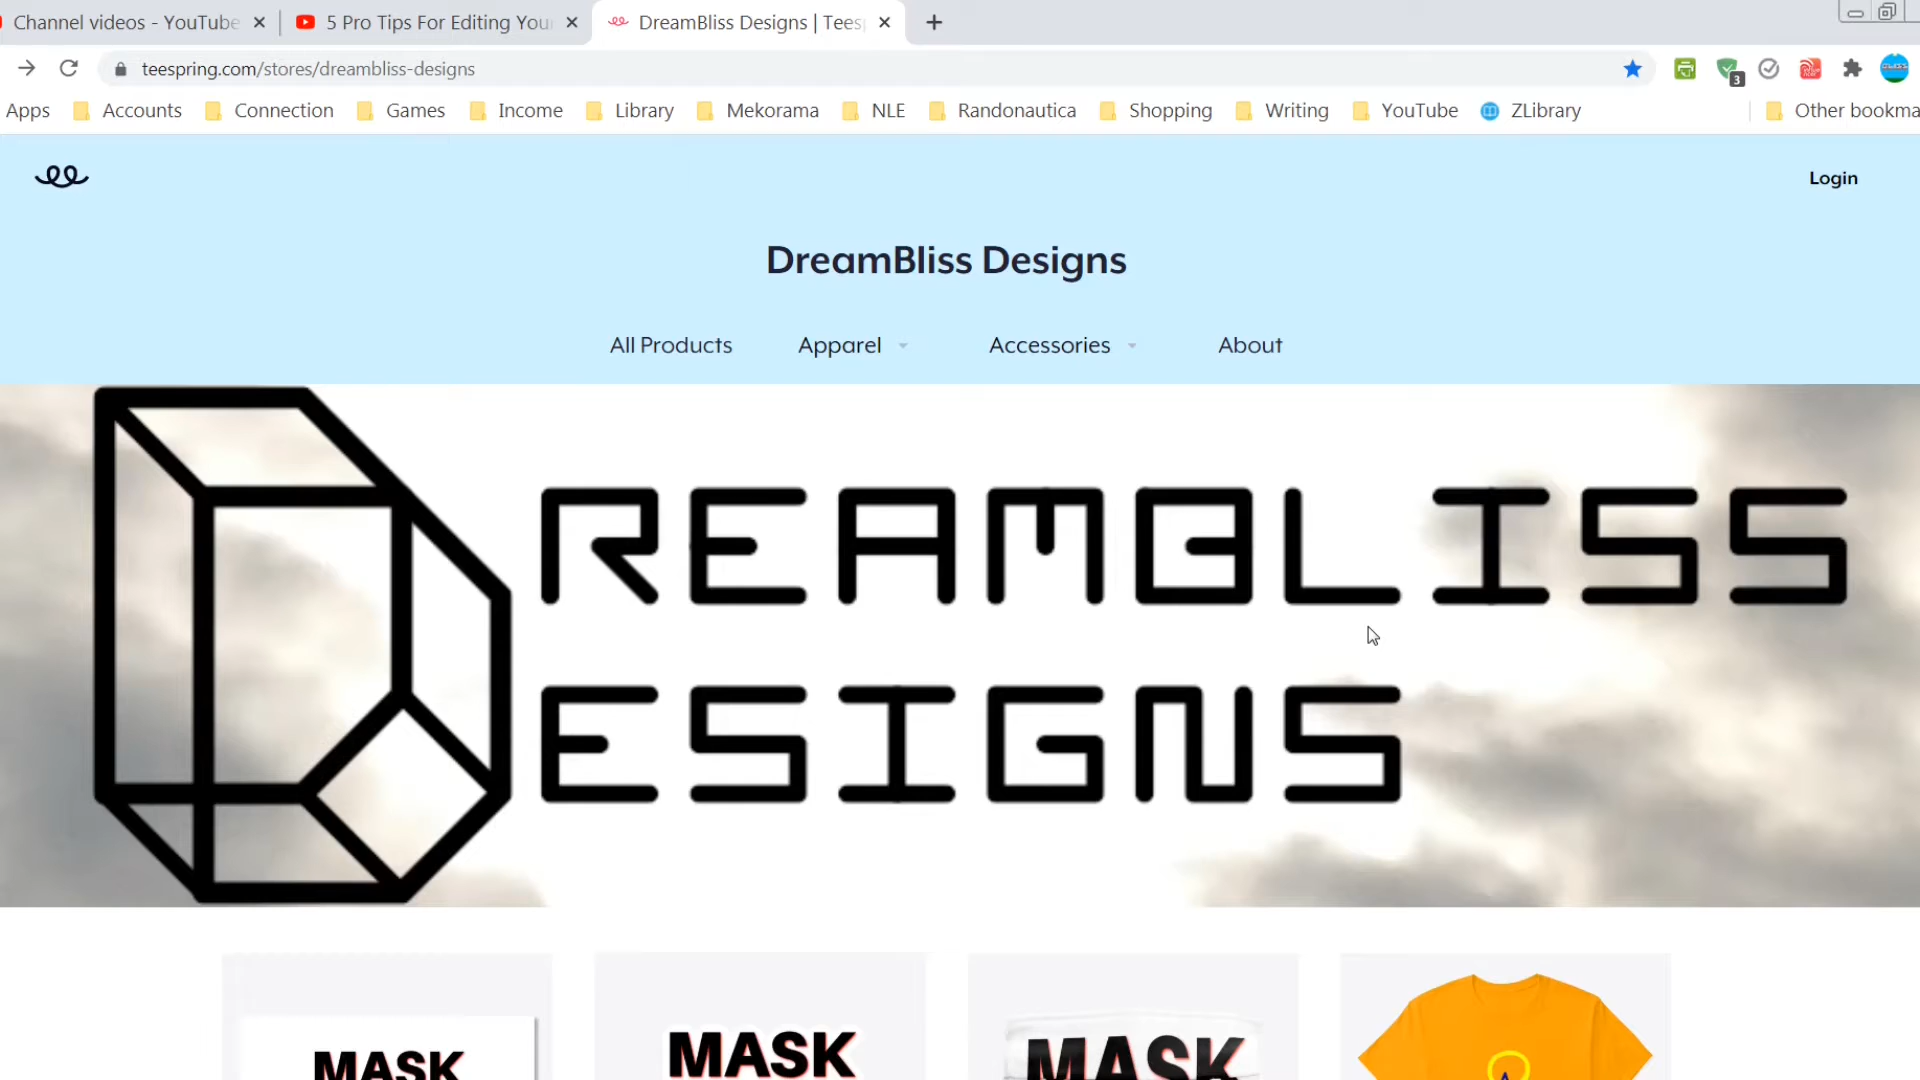 Channel videos - YouTube
5 Pro Tips For Editing You
DreamBliss Designs | Tees
teespring.com/stores/dreambliss-designs
3
Apps Accounts Connection Games Income Library Mekorama NLE Randonautica Shopping Writing YouTube ZLibrary Other bookma
Login
DreamBliss Designs
All Products Apparel Accessories About
DREAMBLISS
ESIGNS
MASK
MASK
MASK